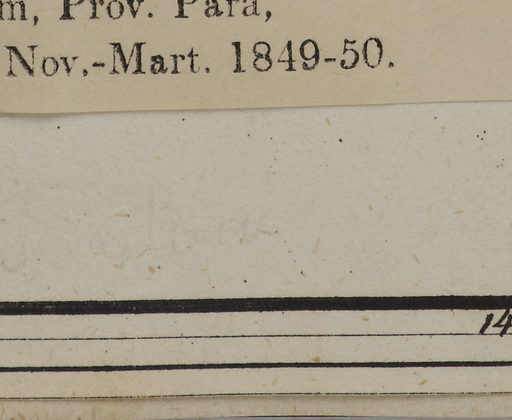 m, Prov. Para,
Nov.-Mart. 1849-50.
14